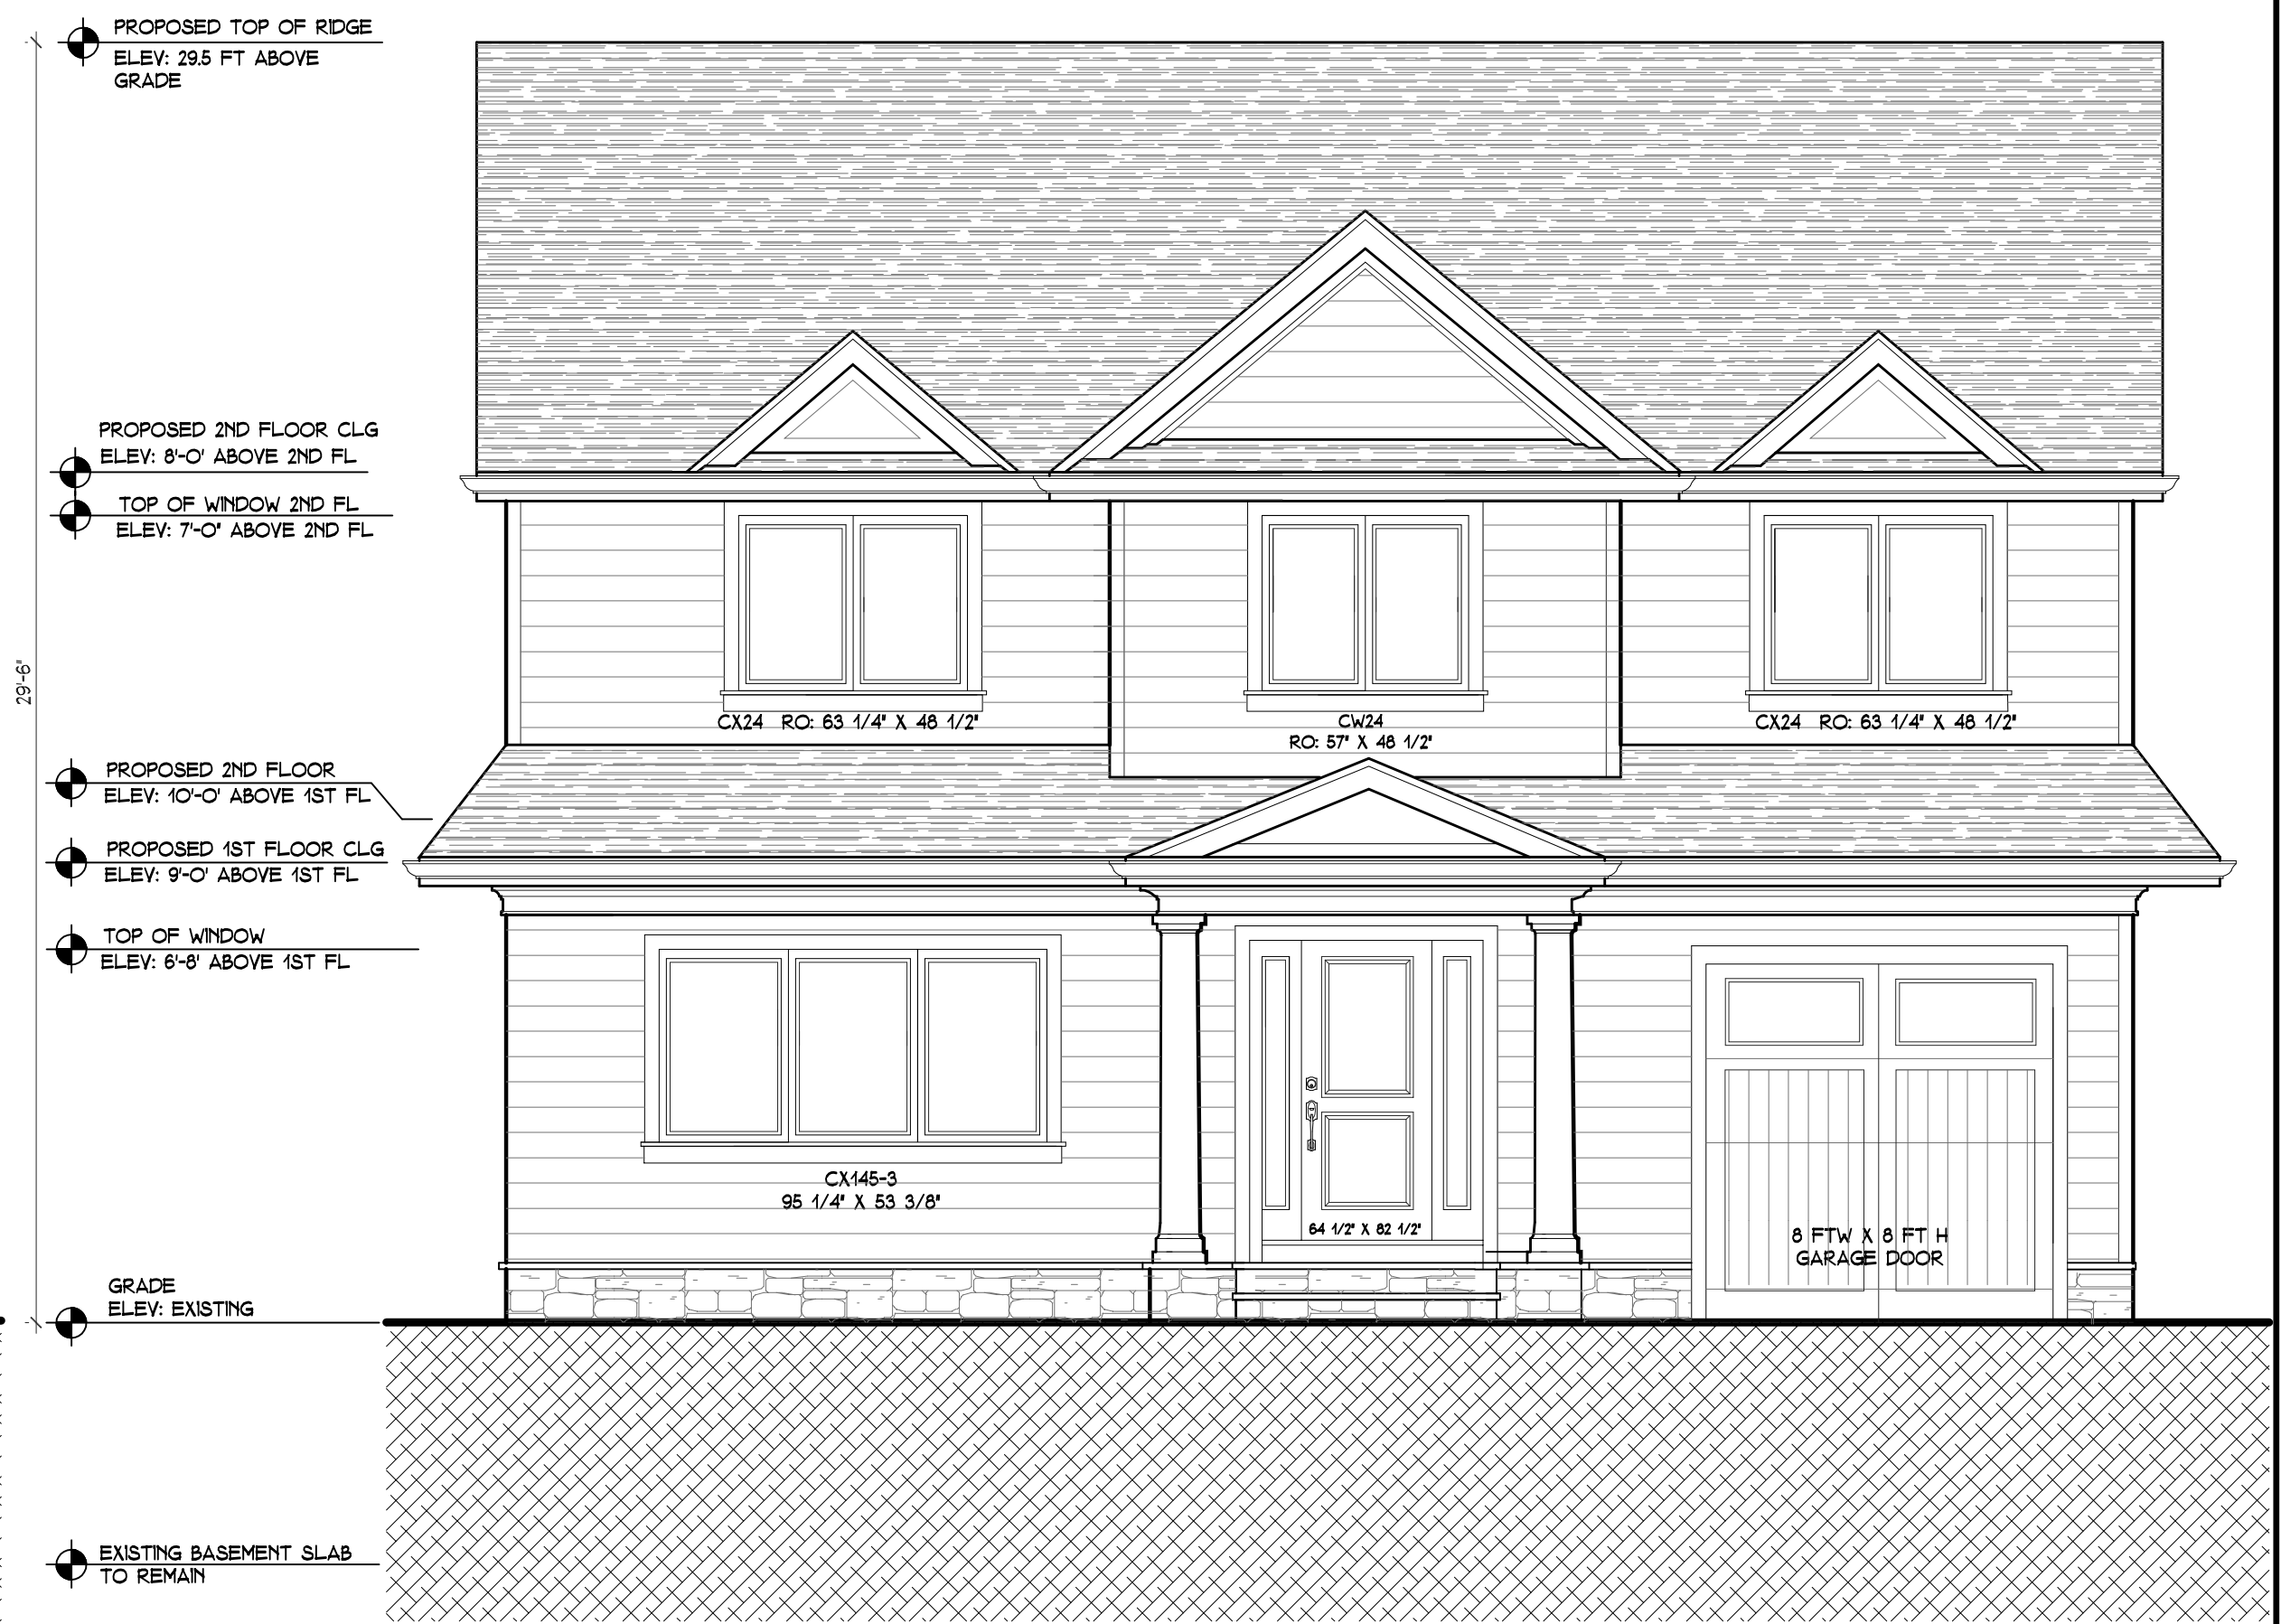 PROPOSED TOP OF RIDGE
ELEV: 29.5 FT ABOVE
GRADE
PROPOSED 2ND FLOOR CLG
ELEV: 8'-0' ABOVE 2ND FL
TOP OF WINDOW 2ND FL
ELEV: 7'-0" ABOVE 2ND FL
29'-6"
CX24 RO: 63 1/4" X 48 1/2"
CW24
RO: 57" X 48 1/2"
CX24 RO: 63 1/4" X 48 1/2"
PROPOSED 2ND FLOOR
ELEV: 10'-0' ABOVE 1ST FL
PROPOSED 1ST FLOOR CLG
ELEV: 9'-0' ABOVE 1ST FL
TOP OF WINDOW
ELEV: 6'-8' ABOVE 1ST FL
CX145-3
95 1/4" X 53 3/8"
64 1/2" X 82 1/2"
8 FTW X 8 FT H
GARAGE DOOR
GRADE
ELEV: EXISTING
EXISTING BASEMENT SLAB
TO REMAIN